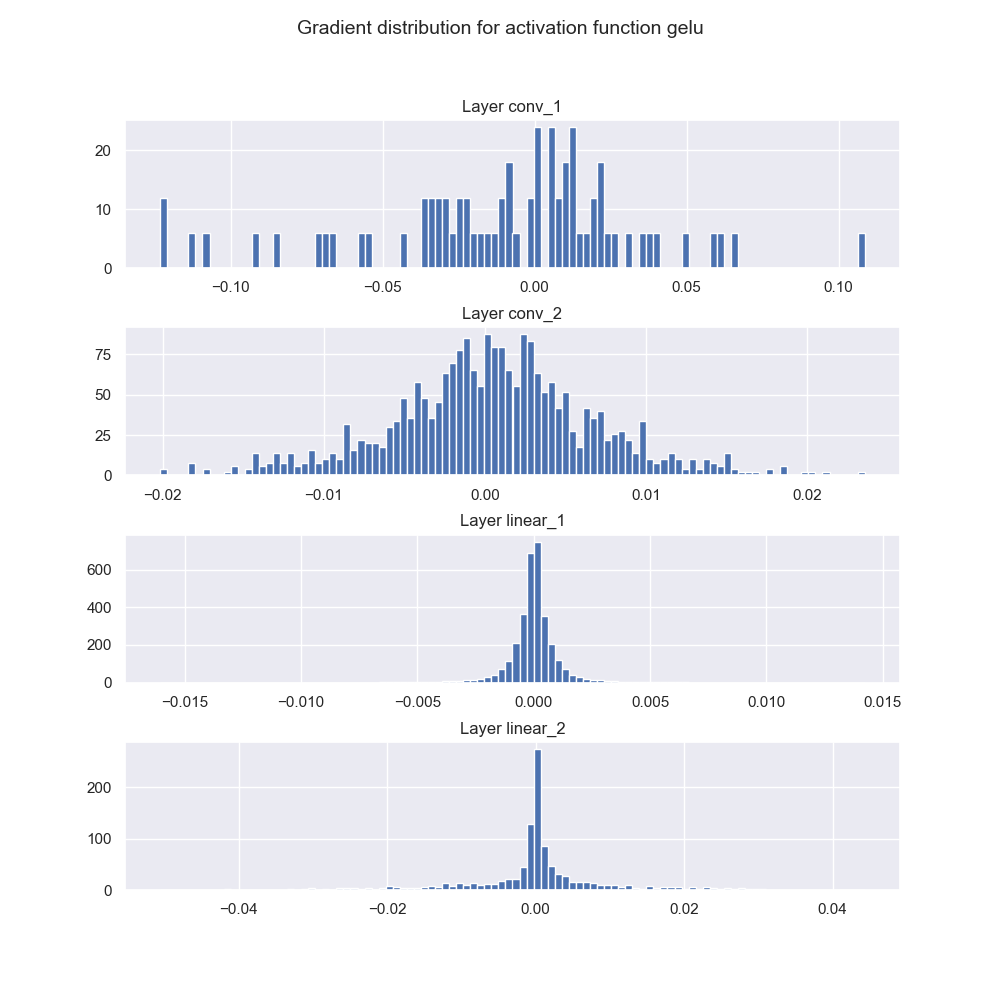 Gradient distribution for activation function gelu
Layer conv_1
20
10
0
−0.10 −0.05 0.00 0.05 0.10
Layer conv_2
75
50
25
0
−0.02 −0.01 0.00 0.01 0.02
Layer linear_1
600
400
200
0
−0.015 −0.010 −0.005 0.000 0.005 0.010 0.015
Layer linear_2
200
100
0
−0.04 −0.02 0.00 0.02 0.04